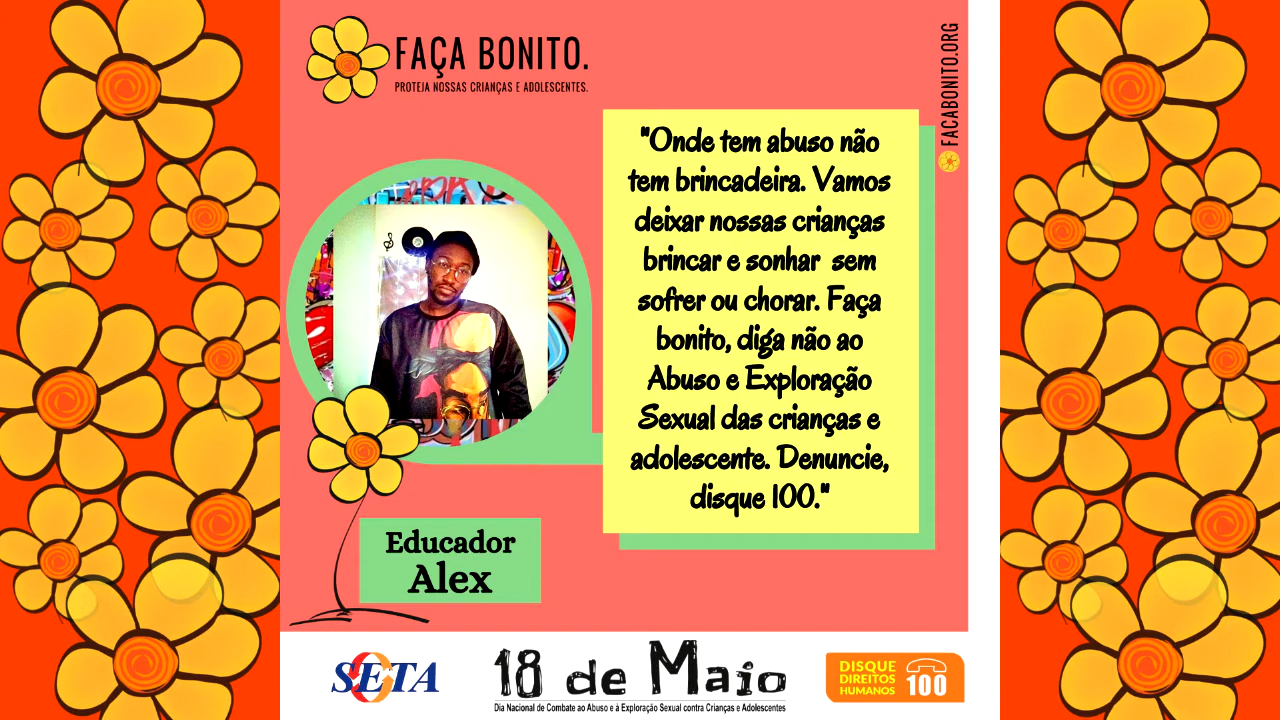 FAÇA BONITO.
PROTEJA NOSSAS CRIANÇAS E ADOLESCENTES.
FACABONITO.ORG
"Onde tem abuso não
tem brincadeira. Vamos
deixar nossas crianças
brincar e sonhar sem
sofrer ou chorar. Faça
bonito, diga não ao
Abuso e Exploração
Sexual das crianças e
adolescente. Denuncie,
disque 100."
Educador
Alex
SETA
18 de Maio
Dia Nacional de Combate ao Abuso e à Exploração Sexual contra Crianças e Adolescentes
DISQUE
DIREITOS
HUMANOS
100